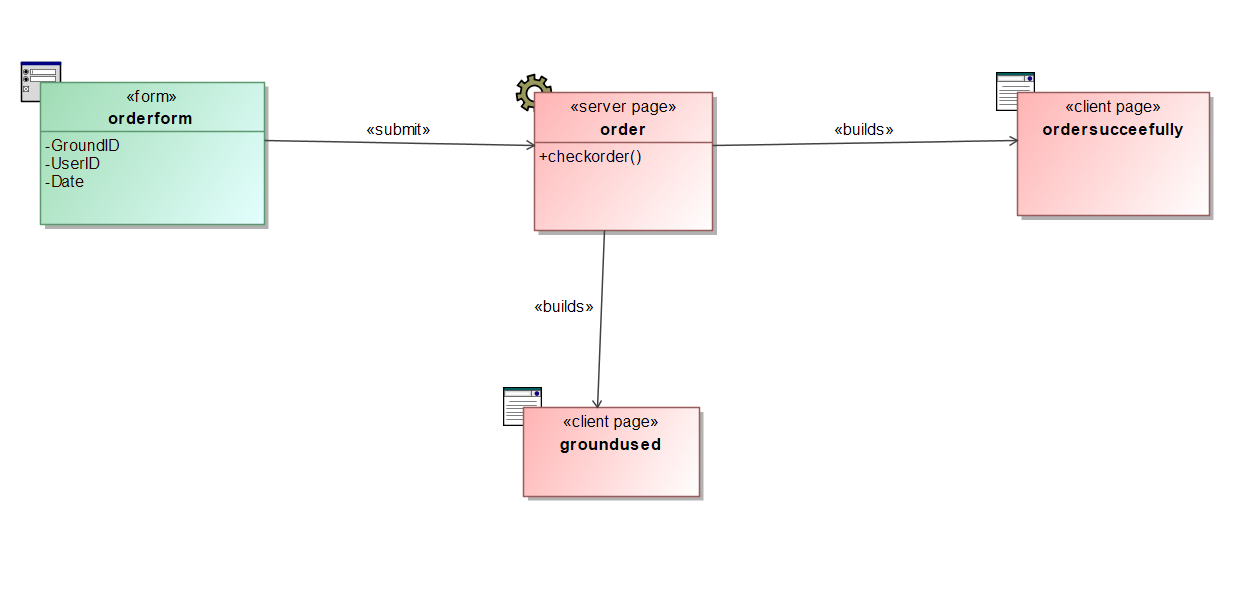 «form»
orderform
-GroundID
-UserID
-Date
«submit»
«server page»
order
+checkorder()
«builds»
«client page»
ordersucceefully
«builds»
«client page»
groundused